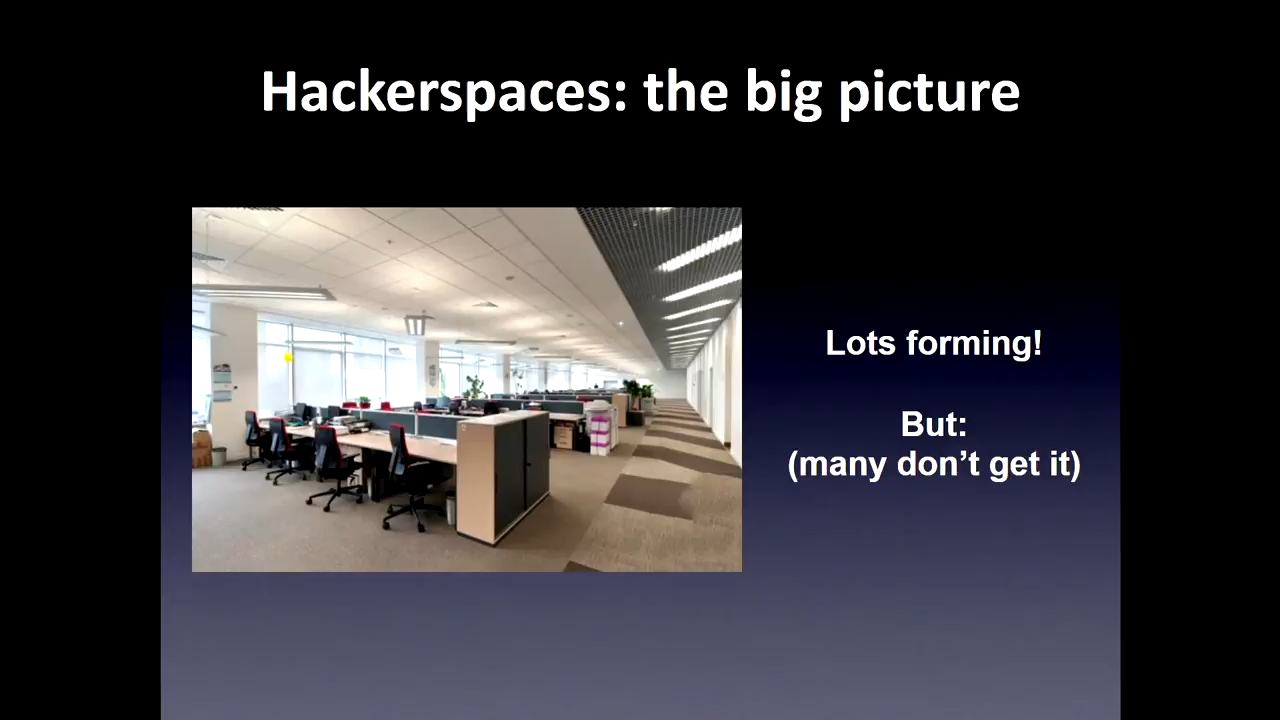 Hackerspaces: the big picture
Lots forming!
But:
(many don’t get it)